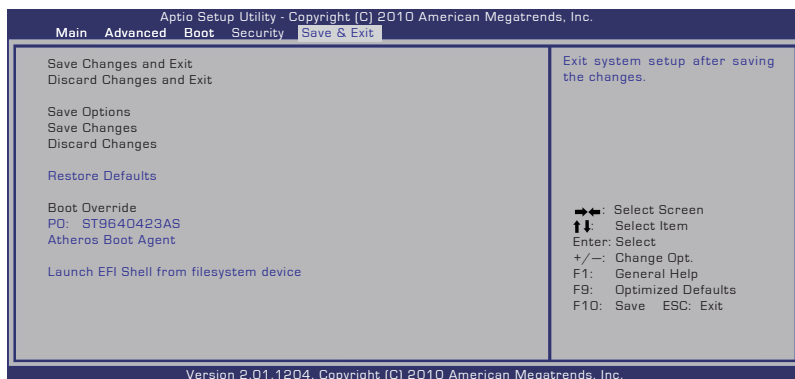 Aptio Setup Utility - Copyright (C) 2010 American Megatrends, Inc.
Main Advanced Boot Security Save & Exit
Save Changes and Exit
Discard Changes and Exit
Save Options
Save Changes
Discard Changes
Restore Defaults
Boot Override
P0: ST9640423AS
Atheros Boot Agent
Launch EFI Shell from filesystem device
Exit system setup after saving
the changes.
→←: Select Screen
↑↓: Select Item
Enter: Select
+/—: Change Opt.
F1: General Help
F9: Optimized Defaults
F10: Save ESC: Exit
Version 2.01.1204. Copyright (C) 2010 American Megatrends, Inc.